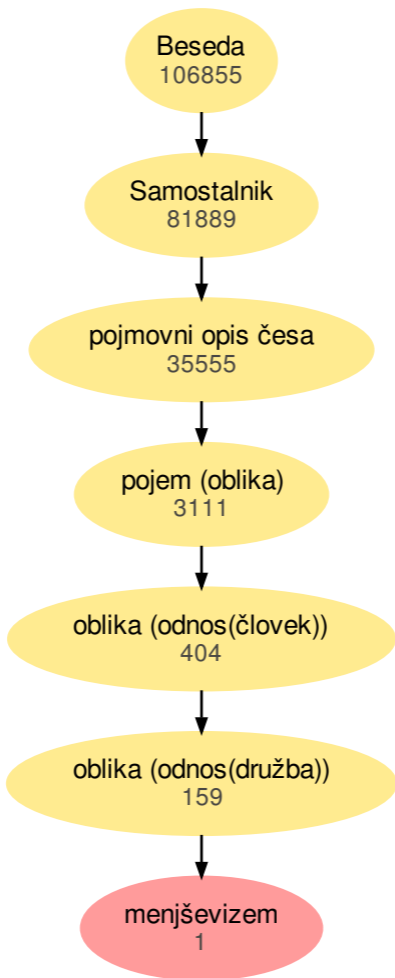 Beseda
106855
Samostalnik
81889
pojmovni opis česa
35555
pojem (oblika)
3111
oblika (odnos(človek))
404
oblika (odnos(družba))
159
menjševizem
1